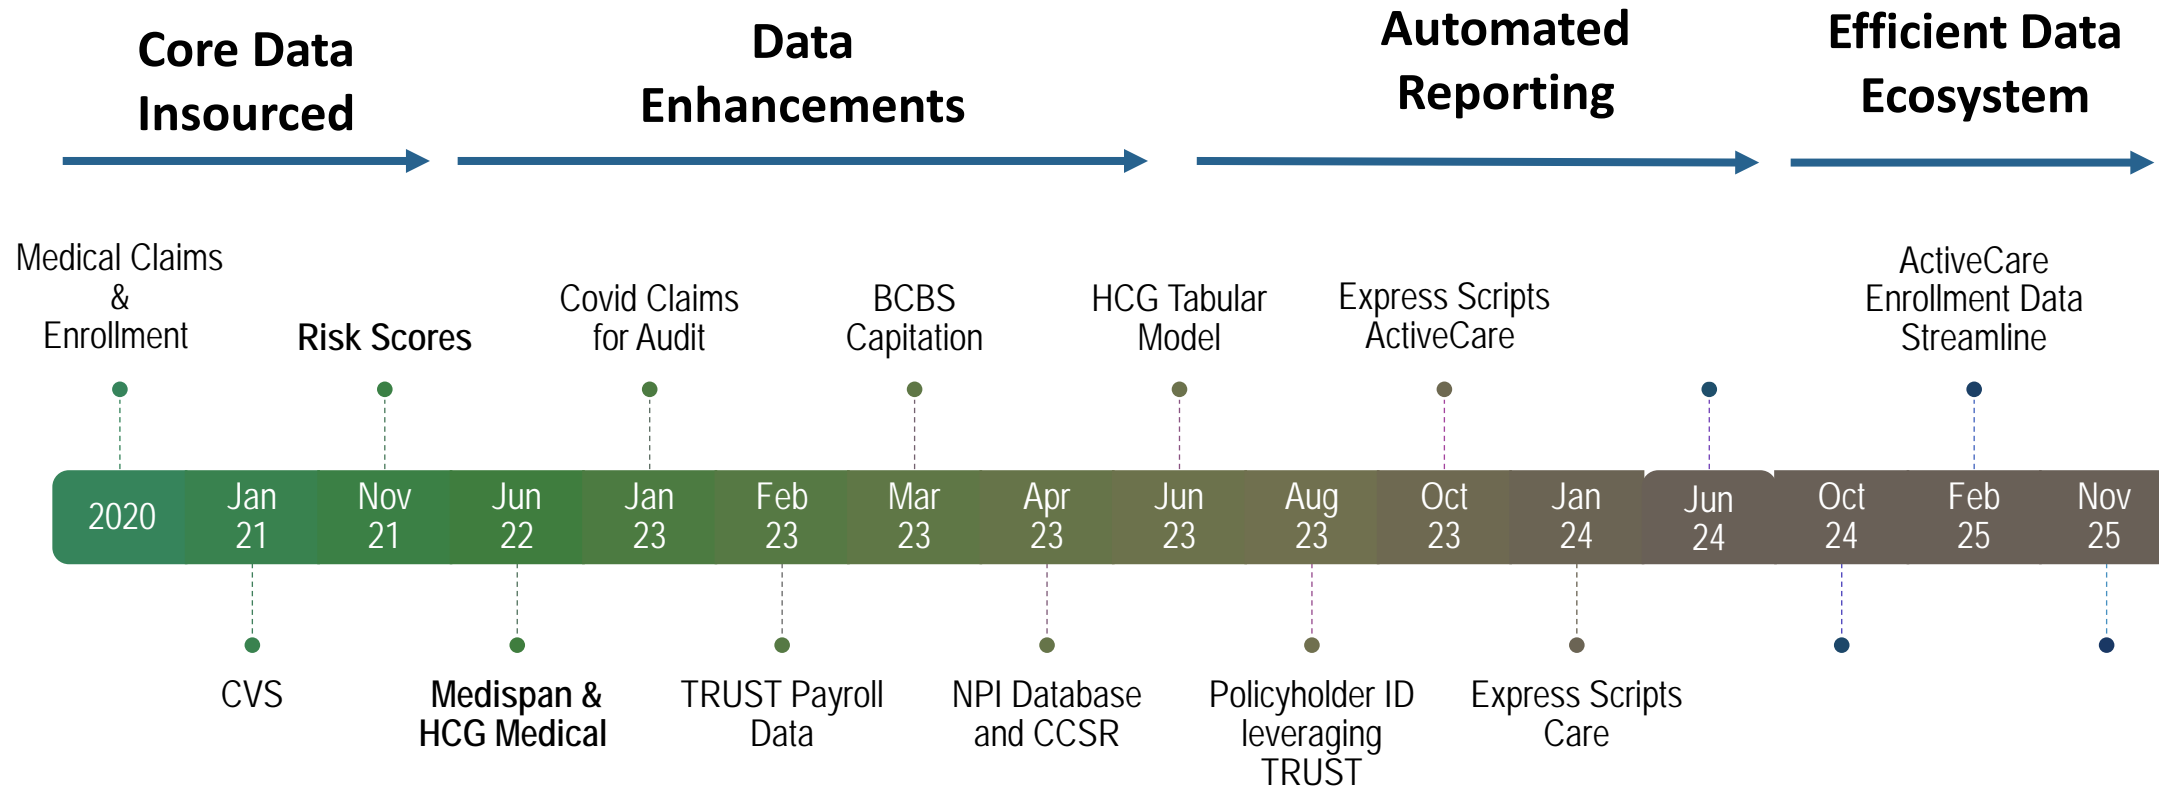 Core Data
Insourced
Data
Enhancements
Automated
Reporting
Efficient Data
Ecosystem
Medical Claims
&
Enrollment
Risk Scores
Covid Claims
for Audit
BCBS
Capitation
HCG Tabular
Model
Express Scripts
ActiveCare
ActiveCare
Enrollment Data
Streamline
2020
Jan
21
Nov
21
Jun
22
Jan
23
Feb
23
Mar
23
Apr
23
Jun
23
Aug
23
Oct
23
Jan
24
Jun
24
Oct
24
Feb
25
Nov
25
CVS
Medispan &
HCG Medical
TRUST Payroll
Data
NPI Database
and CCSR
Policyholder ID
leveraging
TRUST
Express Scripts
Care